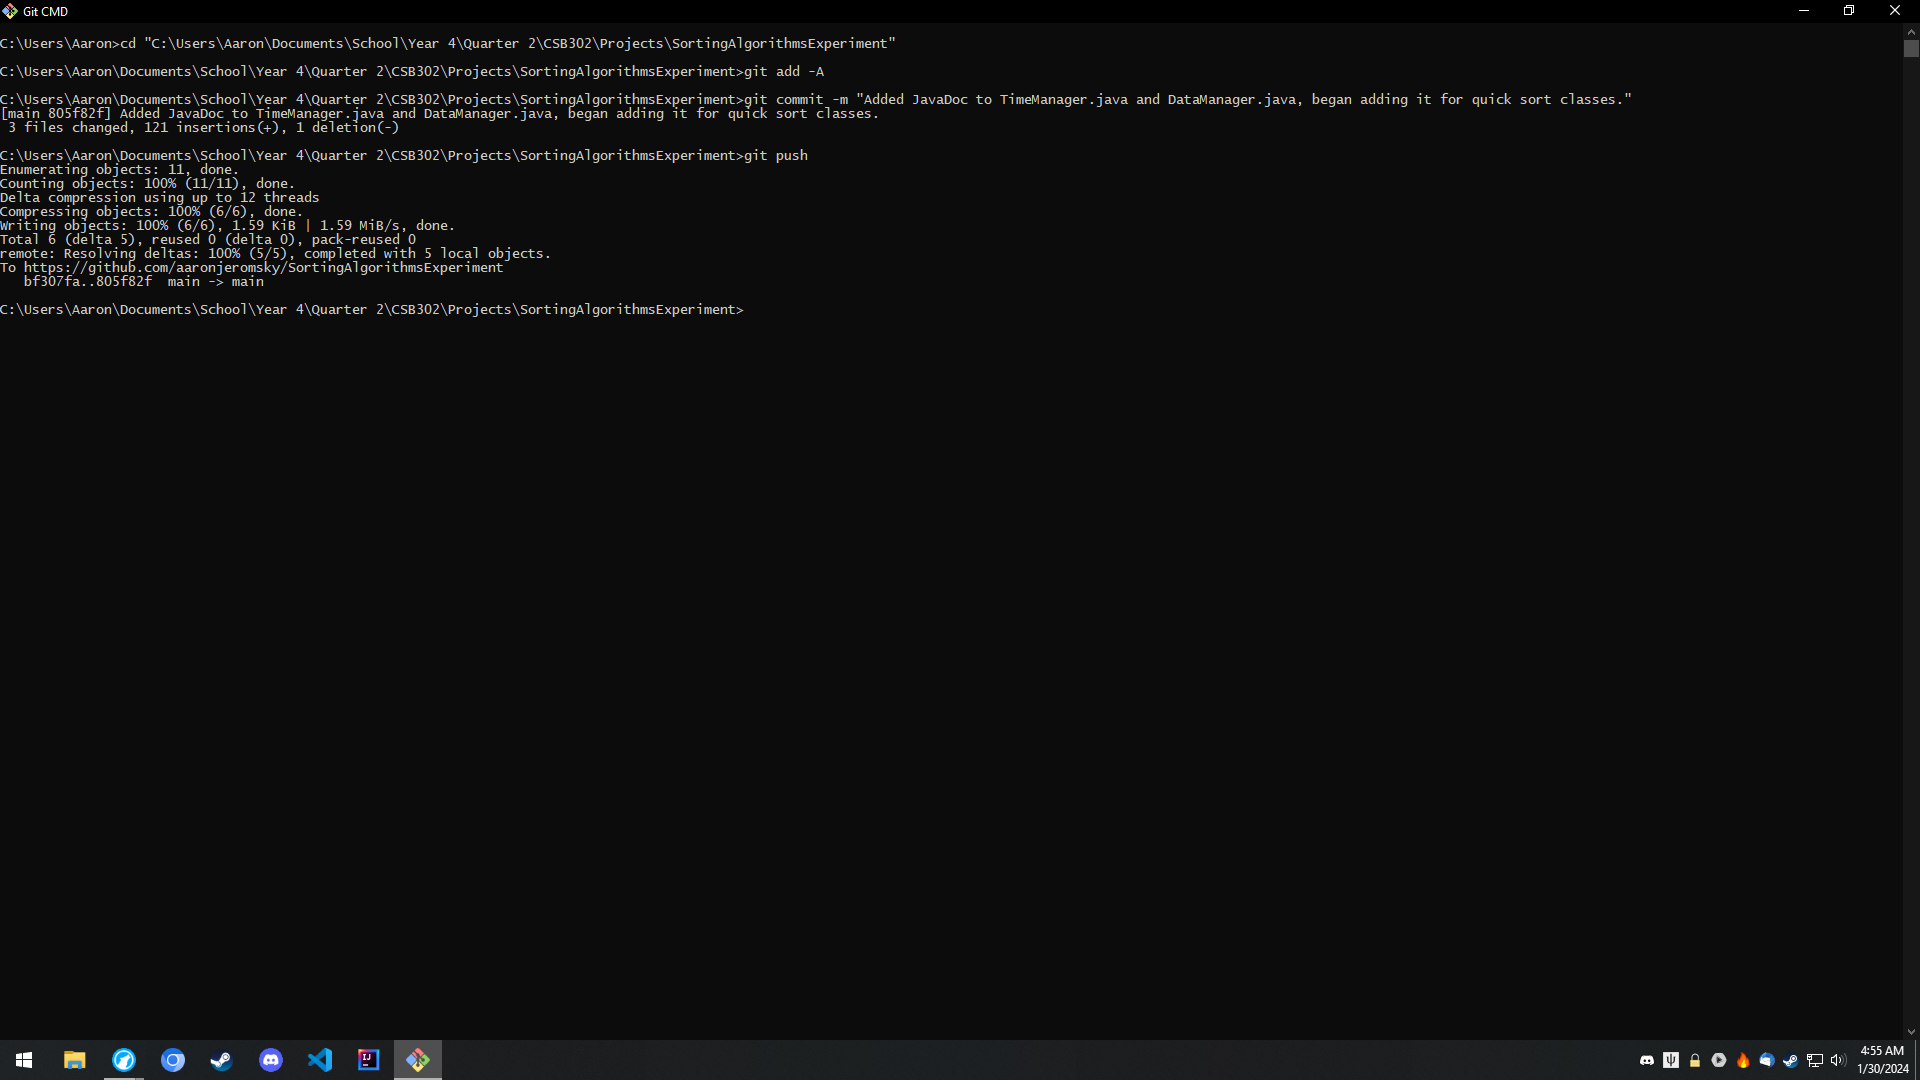 Git CMD
C:\Users\Aaron>cd "C:\Users\Aaron\Documents\School\Year 4\Quarter 2\CSB302\Projects\SortingAlgorithmsExperiment"
C:\Users\Aaron\Documents\School\Year 4\Quarter 2\CSB302\Projects\SortingAlgorithmsExperiment>git add -A
C:\Users\Aaron\Documents\School\Year 4\Quarter 2\CSB302\Projects\SortingAlgorithmsExperiment>git commit -m "Added JavaDoc to TimeManager.java and DataManager.java, began adding it for quick sort classes."
[main 805f82f] Added JavaDoc to TimeManager.java and DataManager.java, began adding it for quick sort classes.
3 files changed, 121 insertions(+), 1 deletion(-)
C:\Users\Aaron\Documents\School\Year 4\Quarter 2\CSB302\Projects\SortingAlgorithmsExperiment>git push
Enumerating objects: 11, done.
Counting objects: 100% (11/11), done.
Delta compression using up to 12 threads
Compressing objects: 100% (6/6), done.
Writing objects: 100% (6/6), 1.59 KiB | 1.59 MiB/s, done.
Total 6 (delta 5), reused 0 (delta 0), pack-reused 0
remote: Resolving deltas: 100% (5/5), completed with 5 local objects.
To https://github.com/aaronjeromsky/SortingAlgorithmsExperiment
bf307fa..805f82f  main -> main
C:\Users\Aaron\Documents\School\Year 4\Quarter 2\CSB302\Projects\SortingAlgorithmsExperiment>
IJ
4:55 AM
1/30/2024